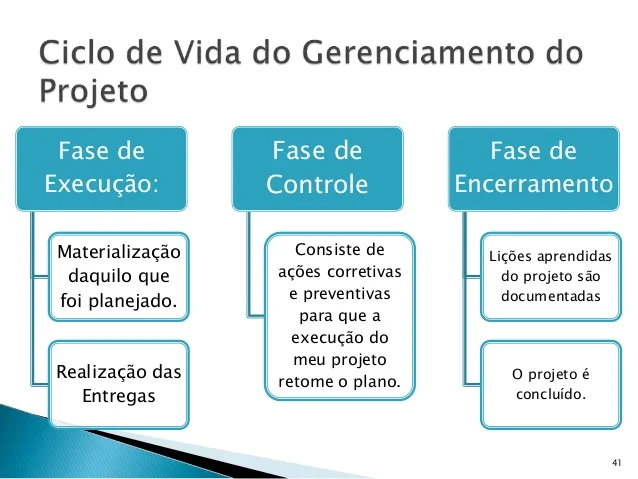 Ciclo de Vida do Gerenciamento do
Projeto
Fase de
Execução:
Materialização
daquilo que
foi planejado.
Realização das
Entregas
Fase de
Controle
Consiste de
ações corretivas
e preventivas
para que a
execução do
meu projeto
retome o plano.
Fase de
Encerramento
Lições aprendidas
do projeto são
documentadas
O projeto é
concluído.
41